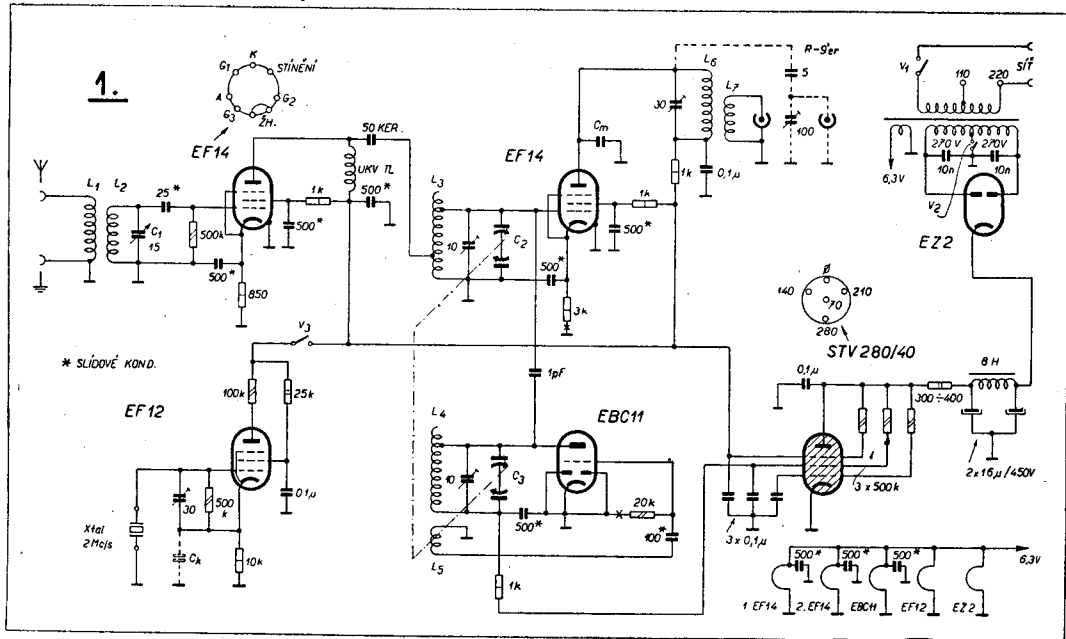 1.
K
G1
STÍNĚNÍ
A
G2
G3
ŽH.
EF14
50 KER.
UKV TL
L1
L2
25*
C1
15
500k
500*
850
1k
500*
500*
L3
10
C2
EF14
Cm
500*
3k
1k
500*
30
L6
L7
1k
0,1µ
R-S'er
5
100
V1
110
220
SÍŤ
6,3V
270V
270V
10n
10n
V2
EZ2
Ø
140
210
70
280
STV 280/40
V3
* SLÍDOVÉ KOND.
EF12
100k
25k
0,1µ
Xtal
2Mc/s
30
500
k
Ck
10k
1pF
L4
10
C3
EBC11
500*
20k
100*
L5
1k
0,1µ
300÷400
8H
3 x 500k
2x16µ/450V
3 x 0,1µ
500*
500*
500*
6,3V
1 EF14
2. EF14
EBC11
EF12
EZ2